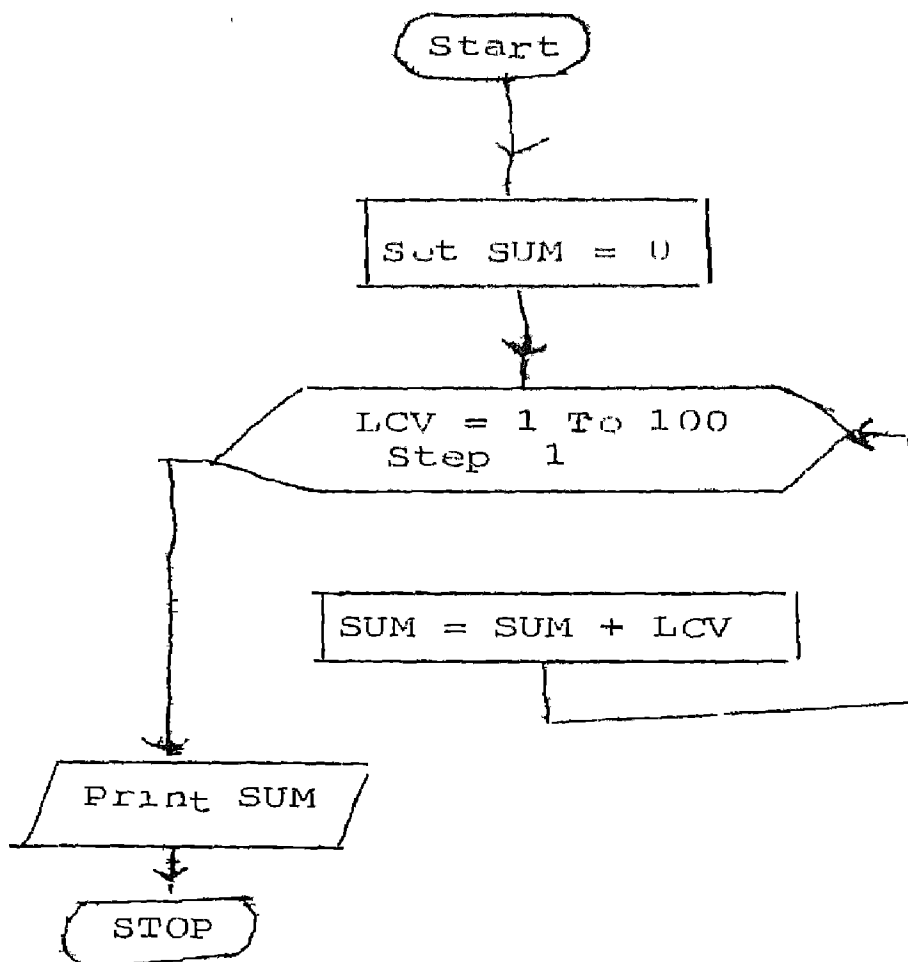 Start
Set SUM = 0
LCV = 1 To 100
Step 1
SUM = SUM + LCV
Print SUM
STOP